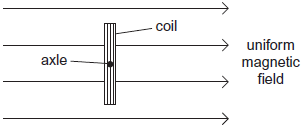 coil
axle
uniform
magnetic
field